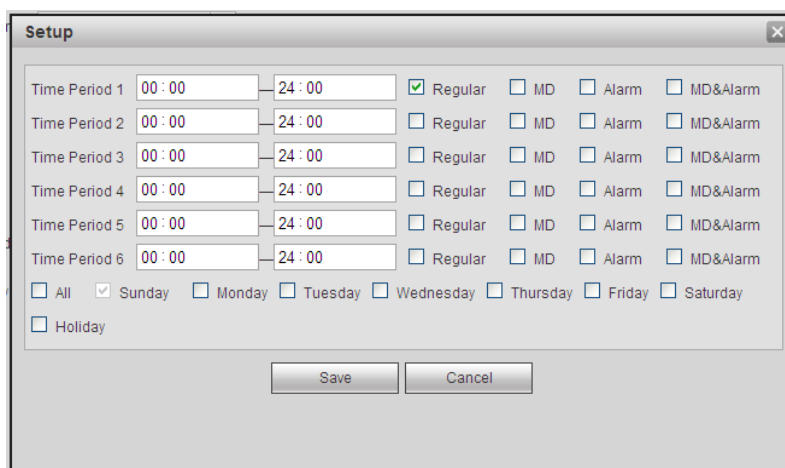 Setup
Time Period 1 00:00 — 24:00 Regular MD Alarm MD&Alarm
Time Period 2 00:00 — 24:00 Regular MD Alarm MD&Alarm
Time Period 3 00:00 — 24:00 Regular MD Alarm MD&Alarm
Time Period 4 00:00 — 24:00 Regular MD Alarm MD&Alarm
Time Period 5 00:00 — 24:00 Regular MD Alarm MD&Alarm
Time Period 6 00:00 — 24:00 Regular MD Alarm MD&Alarm
All Sunday Monday Tuesday Wednesday Thursday Friday Saturday
Holiday
Save Cancel